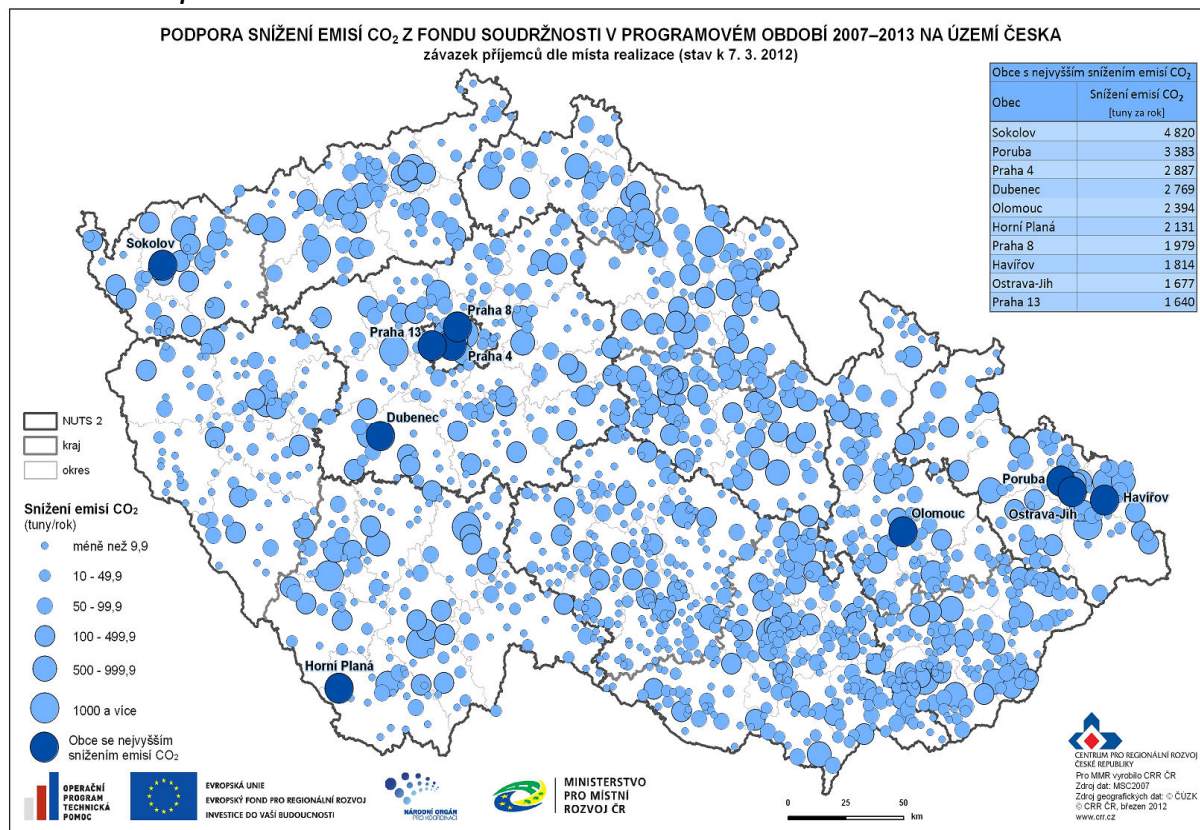 PODPORA SNÍŽENÍ EMISÍ CO₂ Z FONDU SOUDRŽNOSTI V PROGRAMOVÉM OBDOBÍ 2007–2013 NA ÚZEMÍ ČESKA
závazek příjemců dle místa realizace (stav k 7. 3. 2012)
Obce s nejvyšším snížením emisí CO₂
Obec Snížení emisí CO₂
[tuny za rok]
Sokolov 4 820
Poruba 3 383
Praha 4 2 887
Dubenec 2 769
Olomouc 2 394
Horní Planá 2 131
Praha 8 1 979
Havířov 1 814
Ostrava-Jih 1 677
Praha 13 1 640
Sokolov
Praha 8
Praha 13
Praha 4
Dubenec
Poruba
Havířov
Ostrava-Jih
Olomouc
Horní Planá
NUTS 2
kraj
okres
Snížení emisí CO₂
(tuny/rok)
méně než 9,9
10 - 49,9
50 - 99,9
100 - 499,9
500 - 999,9
1000 a více
Obce se nejvyšším
snížením emisí CO₂
OPERAČNÍ
PROGRAM
TECHNICKÁ
POMOC
EVROPSKÁ UNIE
EVROPSKÝ FOND PRO REGIONÁLNÍ ROZVOJ
INVESTICE DO VAŠÍ BUDOUCNOSTI
NÁRODNÍ ORGÁN
PRO KOORDINACI
MINISTERSTVO
PRO MÍSTNÍ
ROZVOJ ČR
0 25 50
km
CENTRUM PRO REGIONÁLNÍ ROZVOJ
ČESKÉ REPUBLIKY
Pro MMR vyrobilo CRR ČR
Zdroj dat: MSC2007
Zdroj geografických dat: © ČÚZK
© CRR ČR, březen 2012
www.crr.cz